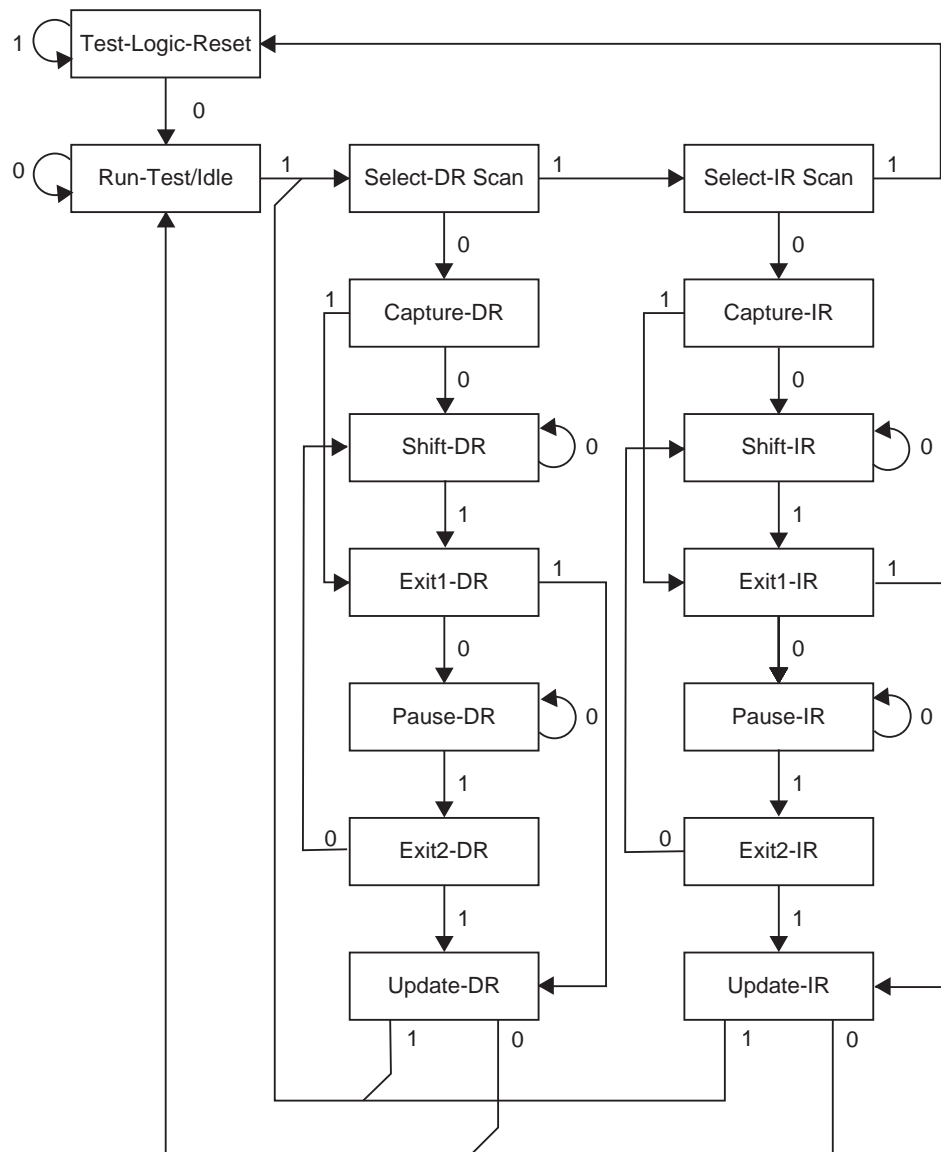 1
Test-Logic-Reset
0
0
Run-Test/Idle
1
Select-DR Scan
1
Select-IR Scan
1
0
0
1
Capture-DR
1
Capture-IR
0
0
Shift-DR
0
Shift-IR
0
1
1
Exit1-DR
1
Exit1-IR
1
0
0
Pause-DR
0
Pause-IR
0
1
1
0
Exit2-DR
0
Exit2-IR
1
1
Update-DR
Update-IR
1
0
1
0